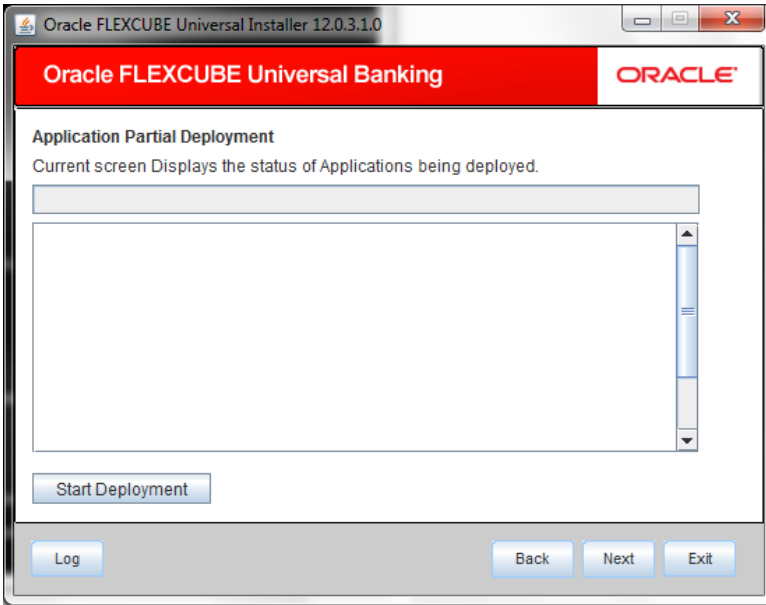 Oracle FLEXCUBE Universal Installer 12.0.3.1.0
Oracle FLEXCUBE Universal Banking
ORACLE
Application Partial Deployment
Current screen Displays the status of Applications being deployed.
Start Deployment
Log Back Next Exit